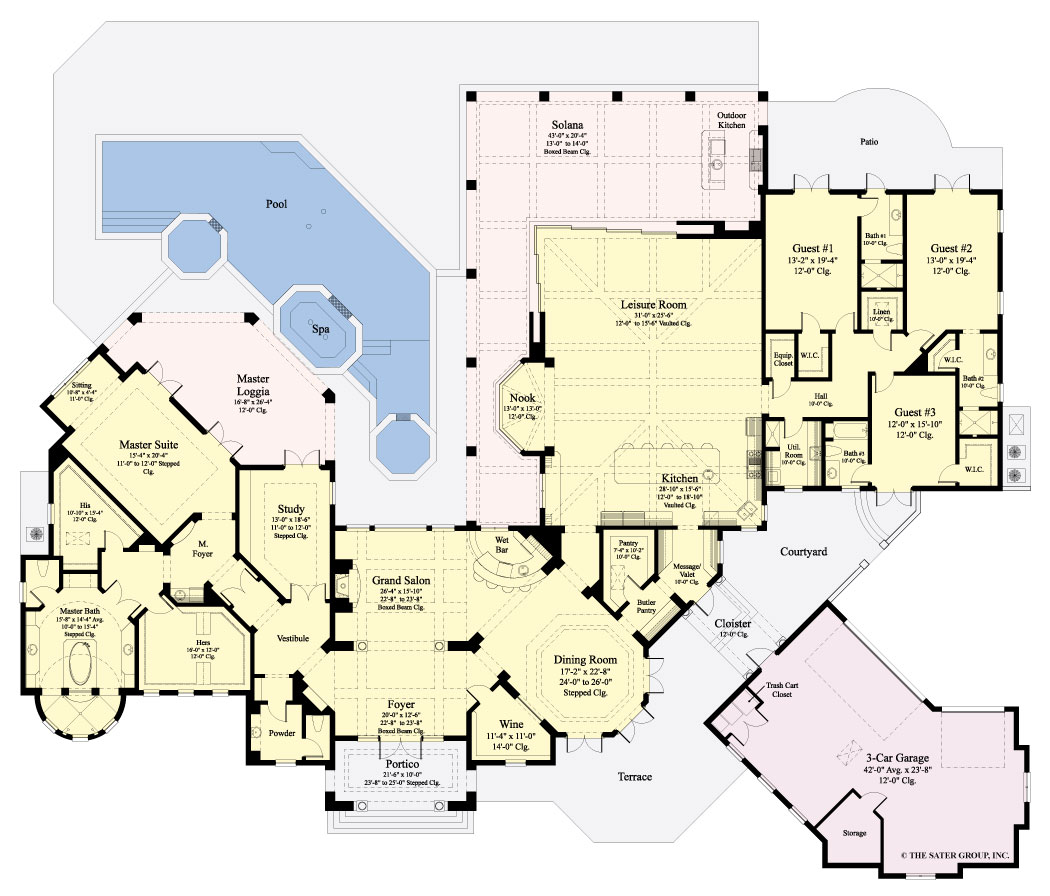 Outdoor
Kitchen
Solana
43'-0" x 20'-4"
13'-0" to 14'-0"
Boxed Beam Clg.
Patio
Pool
Guest #1
13'-2" x 19'-4"
12'-0" Clg.
Bath #1
10'-0" Clg.
Guest #2
13'-0" x 19'-4"
12'-0" Clg.
Leisure Room
31'-0" x 25'-6"
12'-0" to 15'-6" Vaulted Clg.
Linen
10'-0" Clg.
Spa
Equip.
Closet
W.I.C.
W.I.C.
Bath #2
10'-0" Clg.
Sitting
10'-8" x 4'-4"
11'-0" Clg.
Master
Loggia
16'-8" x 26'-4"
12'-0" Clg.
Nook
13'-0" x 13'-0"
12'-0" Clg.
Hall
10'-0" Clg.
Guest #3
12'-0" x 15'-10"
12'-0" Clg.
Master Suite
15'-4" x 20'-4"
11'-0" to 12'-0" Stepped
Clg.
Util.
Room
10'-0" Clg.
Bath #3
10'-0" Clg.
W.I.C.
Kitchen
28'-10" x 15'-6"
12'-0" to 18'-10"
Vaulted Clg.
His
10'-10" x 15'-4"
12'-0" Clg.
Study
13'-0" x 18'-6"
11'-0" to 12'-0"
Stepped Clg.
M.
Foyer
Wet
Bar
Pantry
7'-4" x 10'-2"
10'-0" Clg.
Message/
Valet
10'-0" Clg.
Courtyard
Grand Salon
26'-4" x 15'-10"
22'-8" to 23'-8"
Boxed Beam Clg.
Butler
Pantry
Master Bath
15'-8" x 14'-4" Avg.
10'-0" to 15'-4"
Stepped Clg.
Cloister
12'-0" Clg.
Hers
16'-0" x 12'-0"
12'-0" Clg.
Vestibule
Dining Room
17'-2" x 22'-8"
24'-0" to 26'-0"
Stepped Clg.
Trash Cart
Closet
Foyer
20'-0" x 12'-6"
22'-8" to 23'-8"
Boxed Beam Clg.
Powder
Wine
11'-4" x 11'-0"
14'-0" Clg.
3-Car Garage
42'-0" Avg. x 23'-8"
12'-0" Clg.
Portico
21'-6" x 10'-0"
23'-8" to 25'-0" Stepped Clg.
Terrace
Storage
© THE SATER GROUP, INC.